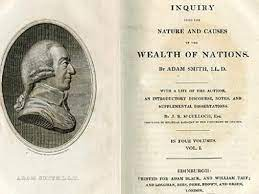 ADAM SMITH, LL.D.
INQUIRY
INTO THE
NATURE AND CAUSES
OF THE
WEALTH OF NATIONS.
BY ADAM SMITH, LL.D.
WITH A LIFE OF THE AUTHOR,
AN INTRODUCTORY DISCOURSE, NOTES, AND
SUPPLEMENTAL DISSERTATIONS.
BY J. R. M'CULLOCH, ESQ.
IN FOUR VOLUMES.
VOL. I.
EDINBURGH:
PRINTED FOR ADAM BLACK, AND WILLIAM TAIT;
AND LONGMAN, REES, ORME, BROWN, AND GREEN,
LONDON.